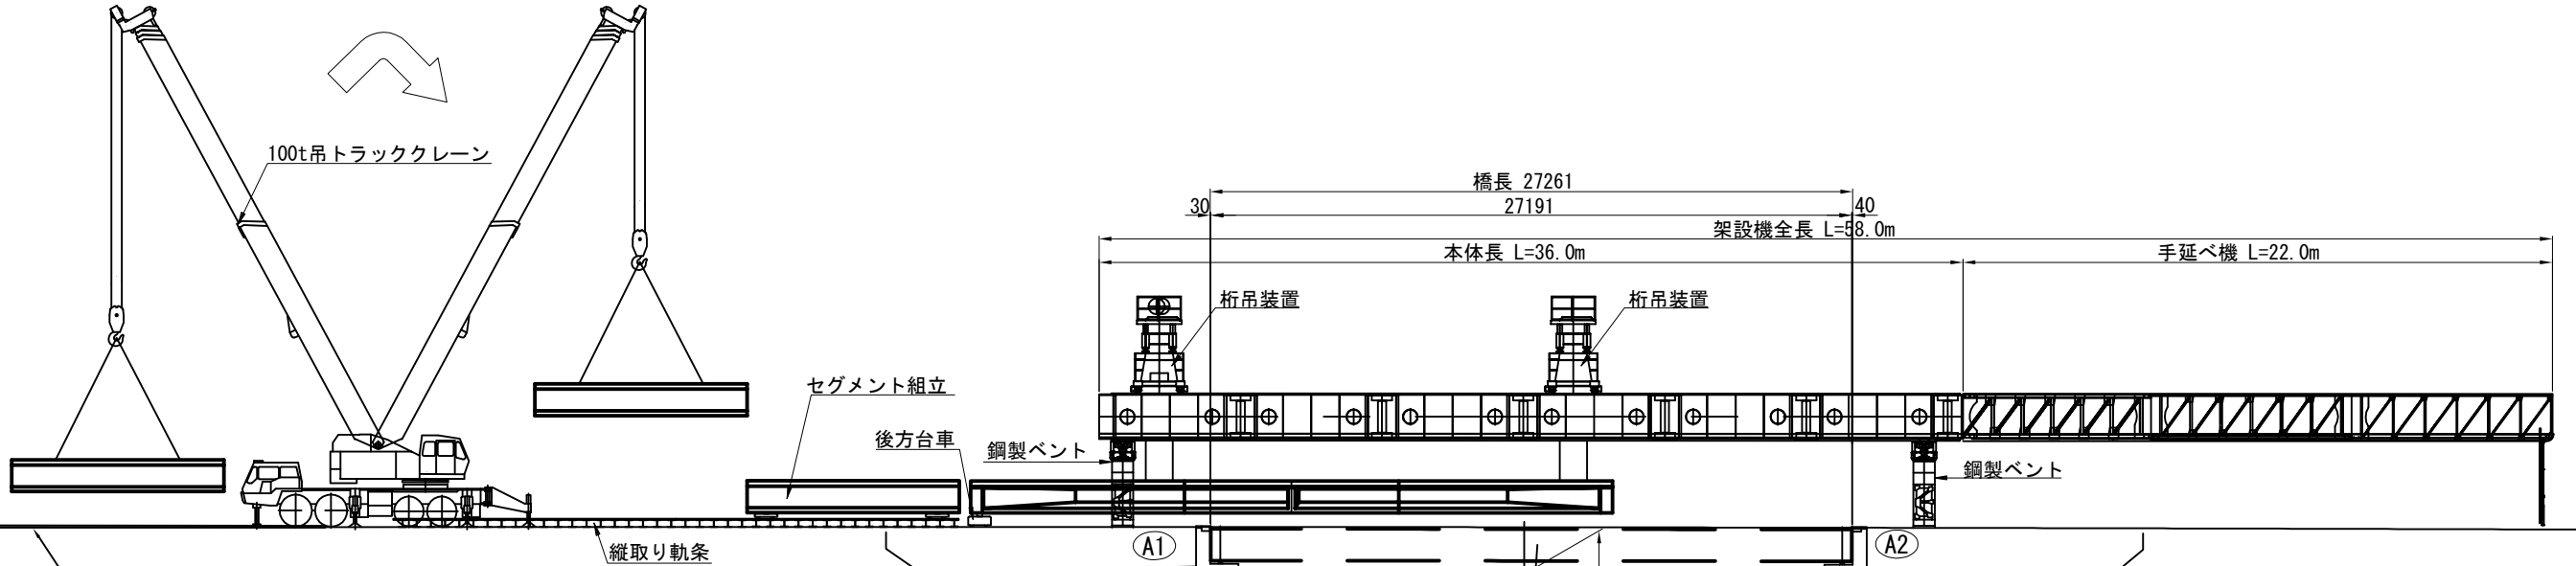 100t吊トラッククレーン
橋長 27261
30
27191
40
架設機全長 L=58.0m
本体長 L=36.0m
手延べ機 L=22.0m
桁吊装置
桁吊装置
セグメント組立
後方台車
鋼製ベント
鋼製ベント
縦取り軌条
A1
A2